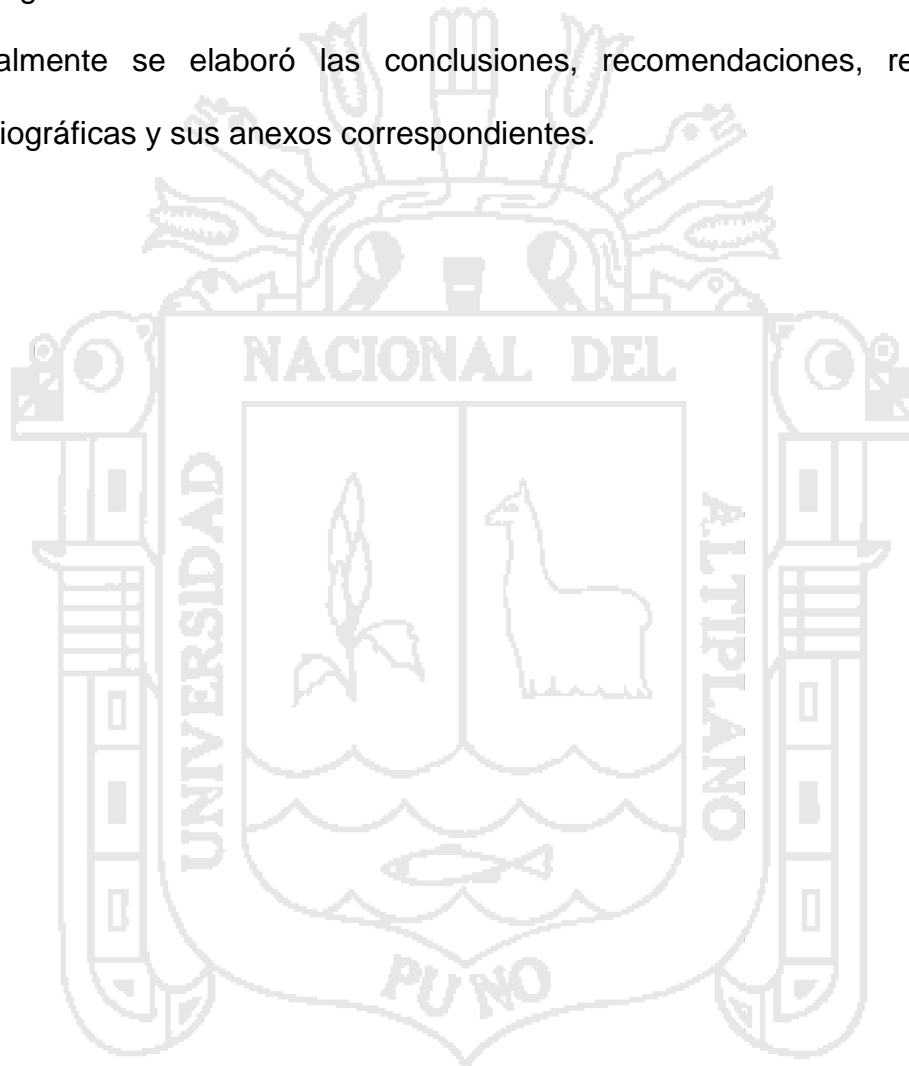 almente se elaboró las conclusiones, recomendaciones, re
iográficas y sus anexos correspondientes.
NACIONAL DEL
UNIVERSIDAD
ALTIPLANO
PUNO